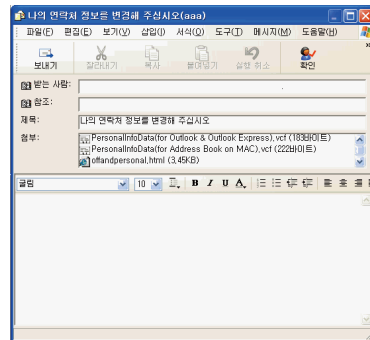 나의 연락처 정보를 변경해 주십시오(aaa)
파일(F) 편집(E) 보기(V) 삽입(I) 서식(O) 도구(T) 메시지(M) 도움말(H)
보내기 잘라내기 복사 붙여넣기 실행 취소 확인 »
받는 사람:
참조:
제목: 나의 연락처 정보를 변경해 주십시오
첨부: PersonalInfoData(for Outlook & Outlook Express).vcf (183바이트)
PersonalInfoData(for Address Book on MAC).vcf (222바이트)
offandpersonal.html (3.45KB)
굴림 10 B I U A